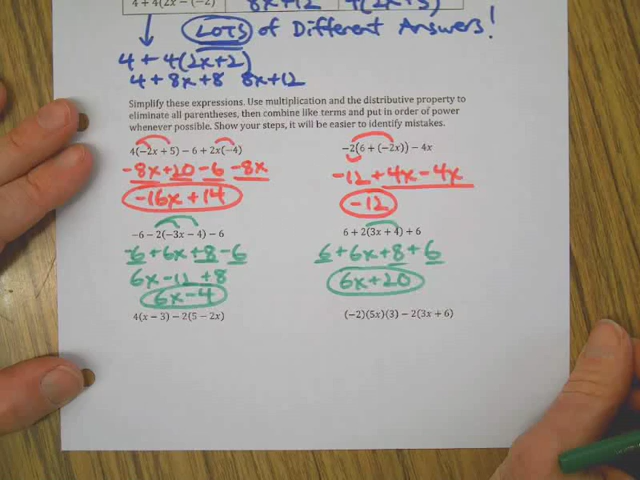 4 + 4(2x − (−2) 8x+12 4(2x+3)
LOTS of Different Answers!
4 + 4(2x+2)
4 + 8x+8 8x+12
Simplify these expressions. Use multiplication and the distributive property to
eliminate all parentheses, then combine like terms and put in order of power
whenever possible. Show your steps, it will be easier to identify mistakes.
4(−2x + 5) − 6 + 2x(−4) −2(6 + (−2x)) − 4x
-8x+20 -6 -8x -12 +4x -4x
-16x + 14 -12
−6 − 2(−3x − 4) − 6 6 + 2(3x + 4) + 6
-6 +6x +8 -6 6 +6x +8 +6
6x -12 +8 6x+20
6x-4
4(x − 3) − 2(5 − 2x) (−2)(5x)(3) − 2(3x + 6)